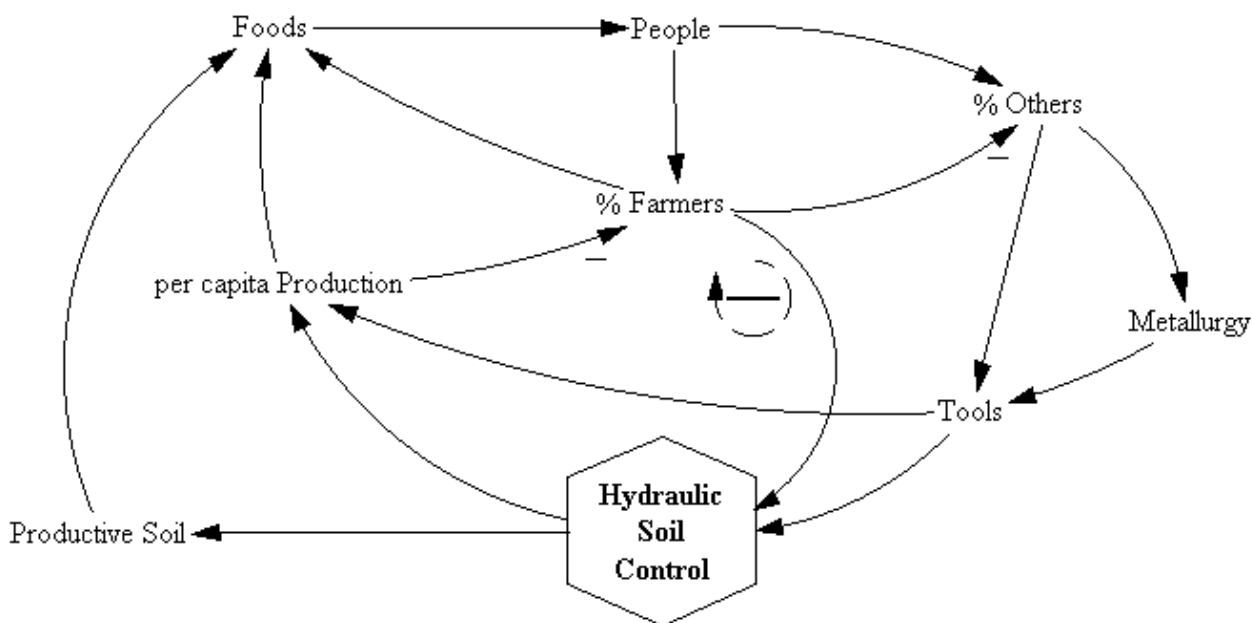 Foods
People
% Others
–
% Farmers
–
per capita Production
Metallurgy
Tools
Hydraulic
Soil
Control
Productive Soil